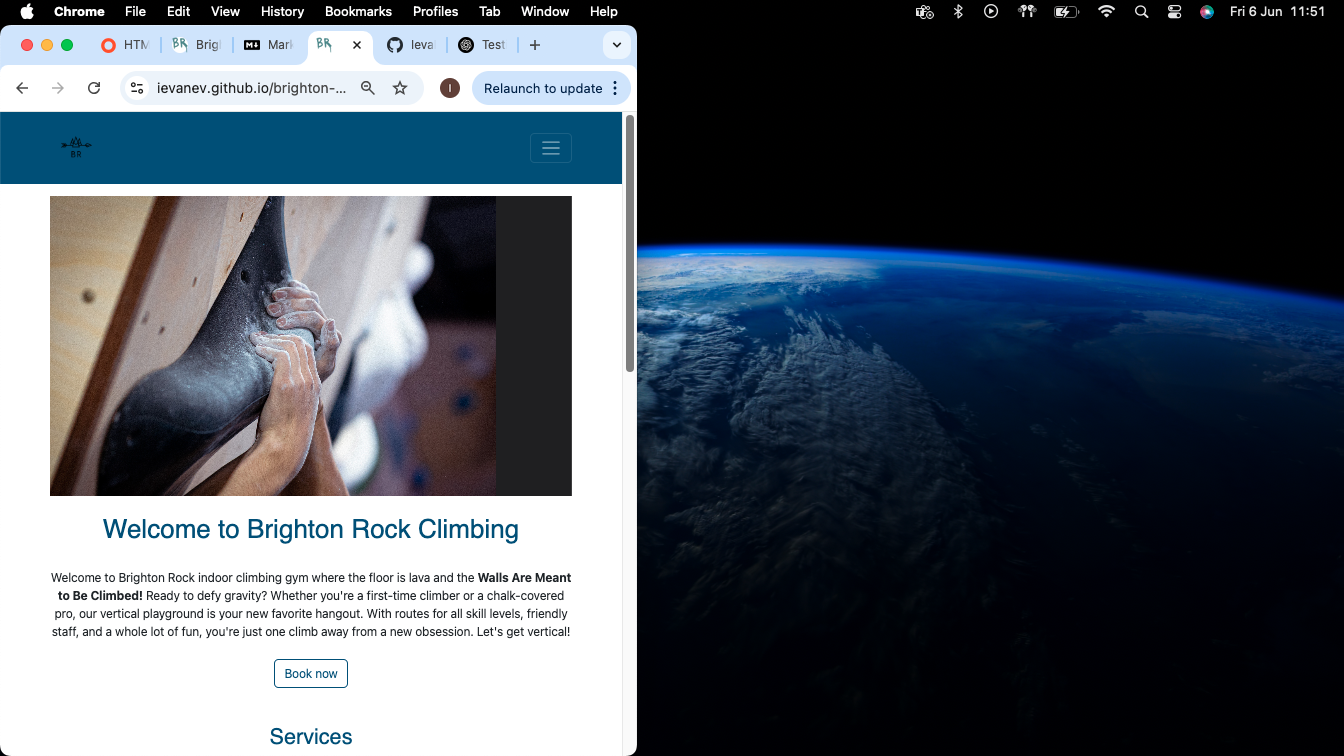 Chrome File Edit View History Bookmarks Profiles Tab Window Help Fri 6 Jun 11:51
HTM Brig Mar Ieva Test
ievanev.github.io/brighton-... I Relaunch to update
BR
Welcome to Brighton Rock Climbing
Welcome to Brighton Rock indoor climbing gym where the floor is lava and the Walls Are Meant
to Be Climbed! Ready to defy gravity? Whether you're a first-time climber or a chalk-covered
pro, our vertical playground is your new favorite hangout. With routes for all skill levels, friendly
staff, and a whole lot of fun, you're just one climb away from a new obsession. Let's get vertical!
Book now
Services